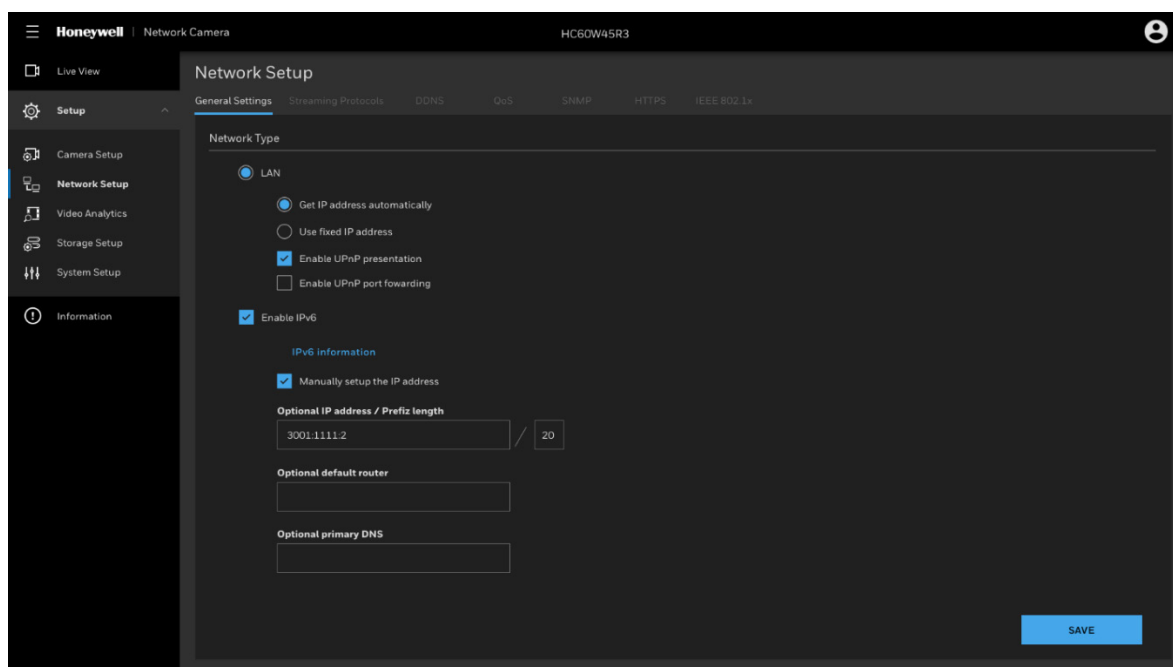 Honeywell | Network Camera
HC60W45R3
Live View
Setup
Camera Setup
Network Setup
Video Analytics
Storage Setup
System Setup
Information
Network Setup
General Settings Streaming Protocols DDNS QoS SNMP HTTPS IEEE 802.1x
Network Type
LAN
Get IP address automatically
Use fixed IP address
Enable UPnP presentation
Enable UPnP port fowarding
Enable IPv6
IPv6 information
Manually setup the IP address
Optional IP address / Prefiz length
3001:1111:2 / 20
Optional default router
Optional primary DNS
SAVE